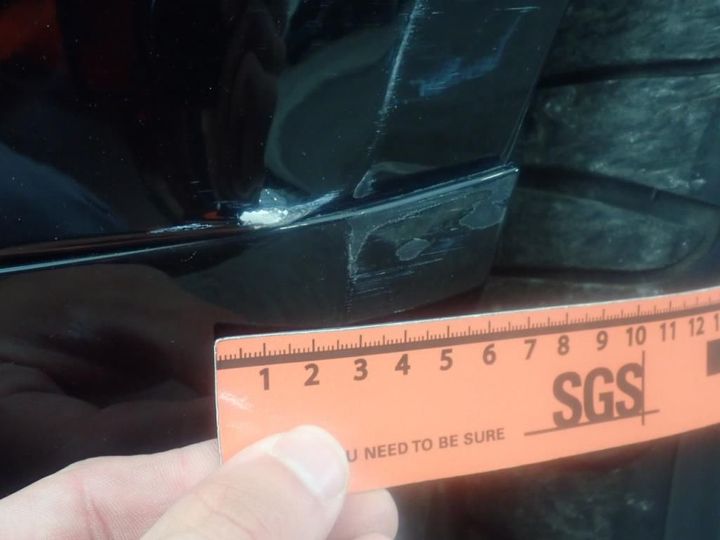 1 2 3 4 5 6 7 8 9 10 11 12
SGS
U NEED TO BE SURE